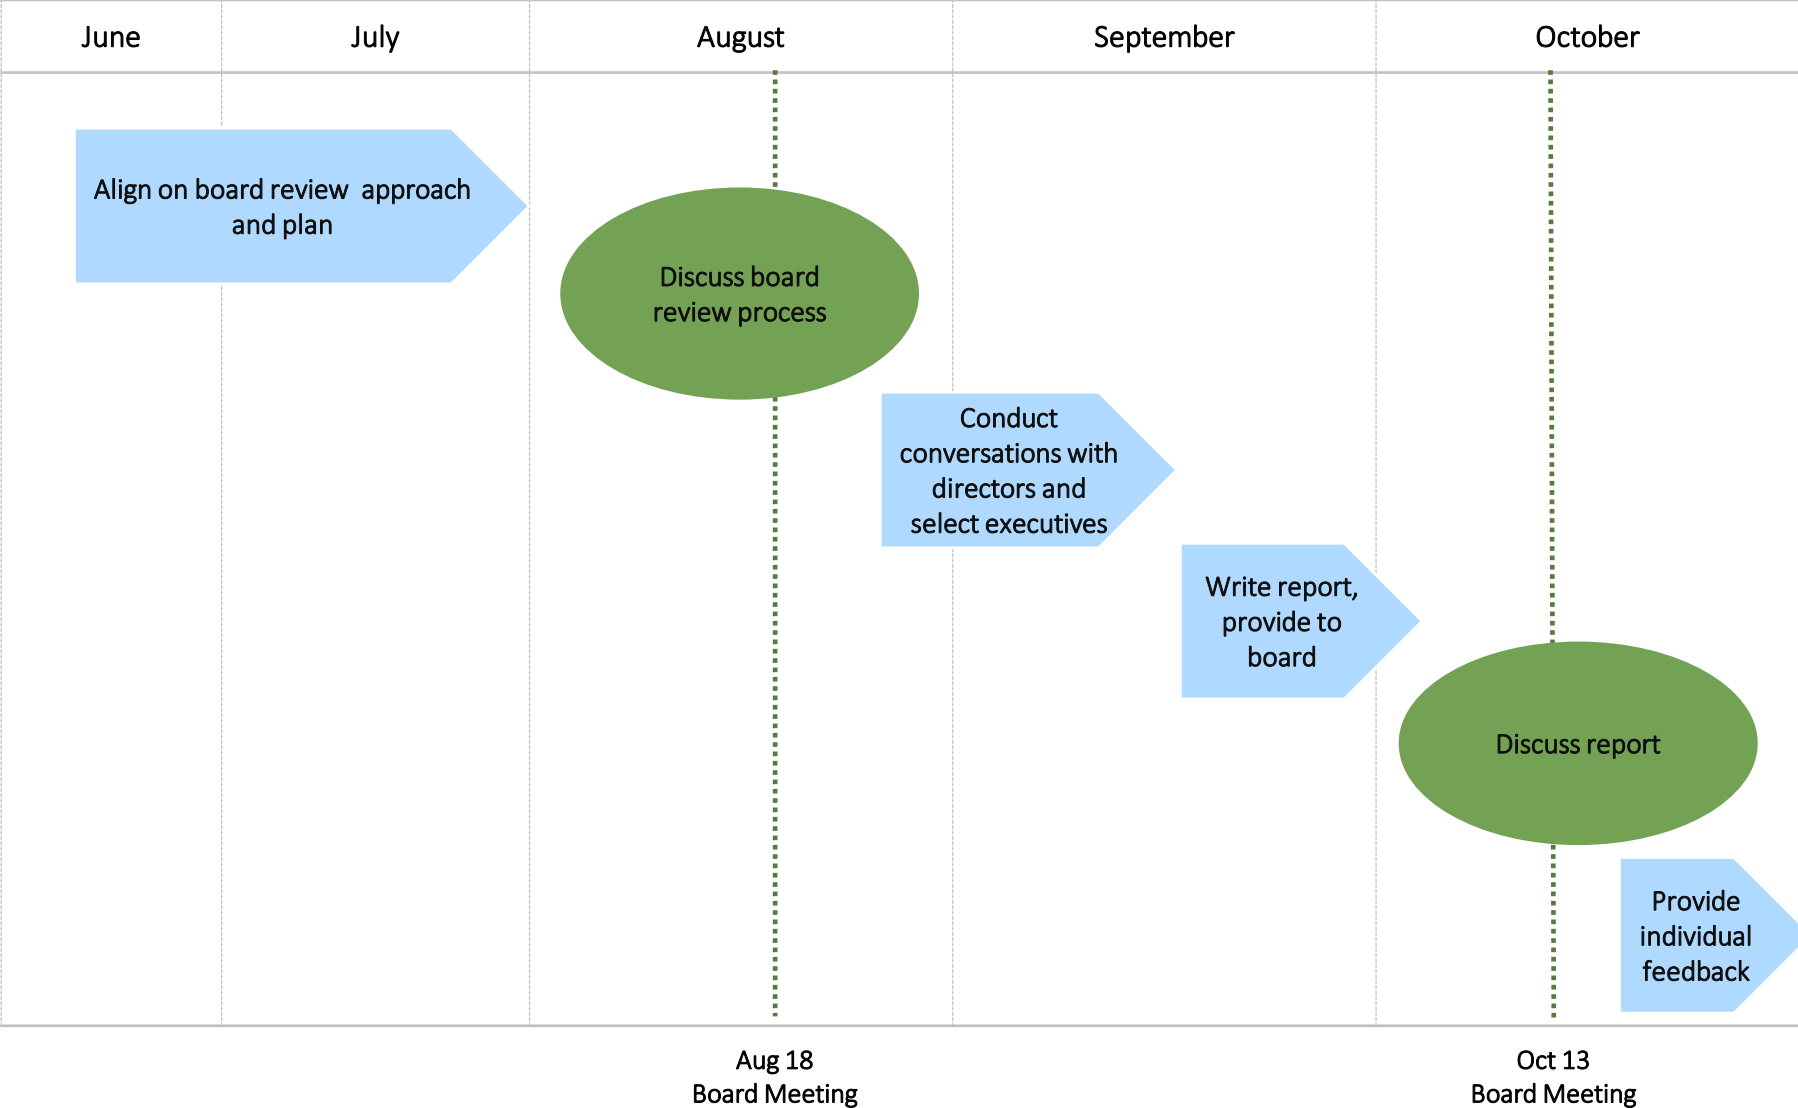 June
July
August
September
October
Align on board review approach
and plan
Discuss board
review process
Conduct
conversations with
directors and
select executives
Write report,
provide to
board
Discuss report
Provide
individual
feedback
Aug 18
Board Meeting
Oct 13
Board Meeting